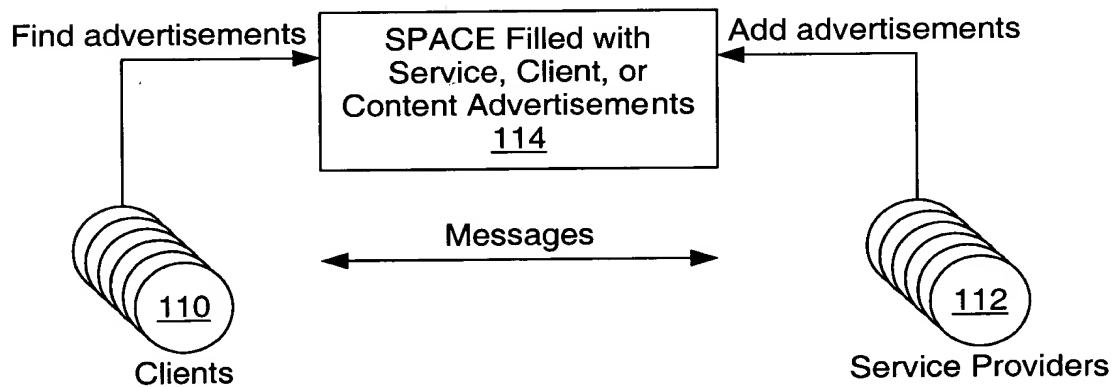 Find advertisements
SPACE Filled with
Service, Client, or
Content Advertisements
114
Add advertisements
Messages
110
Clients
112
Service Providers